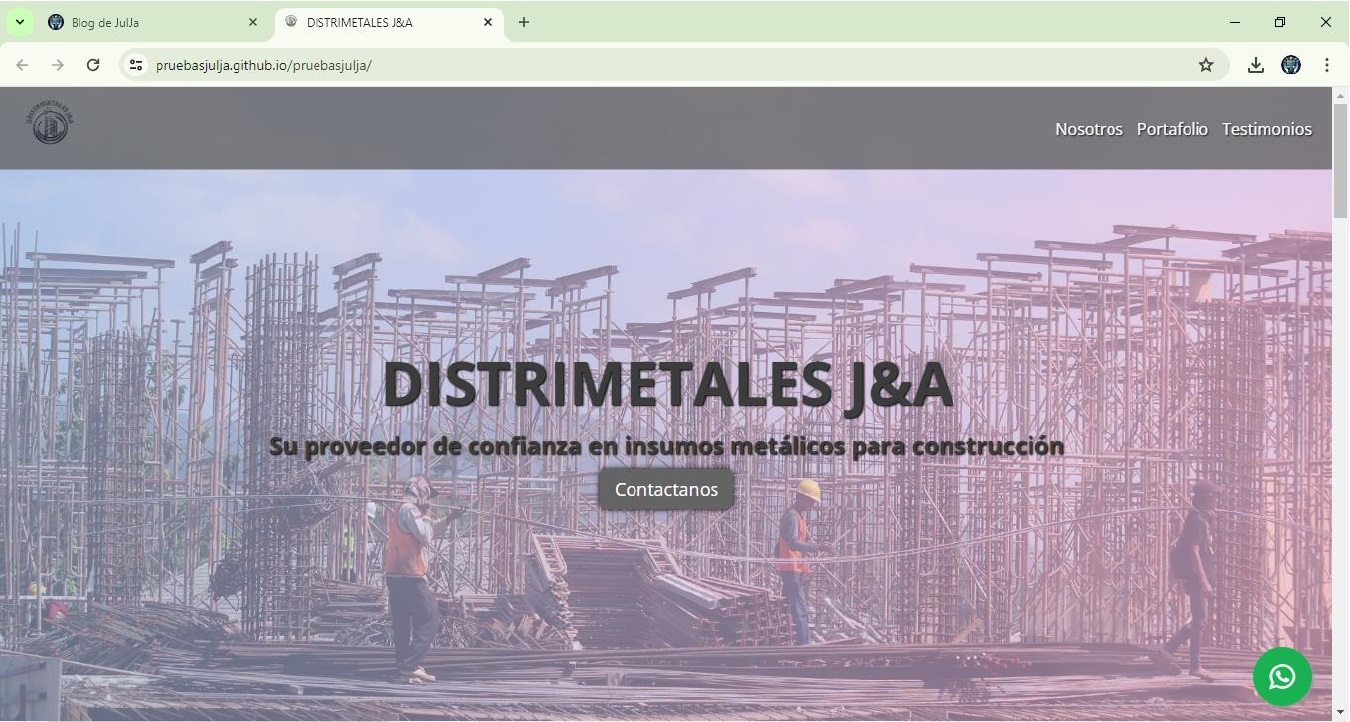 Blog de JulJa
DISTRIMETALES J&A
pruebasjulja.github.io/pruebasjulja/
DISTRIMETALES J&A
Nosotros Portafolio Testimonios
DISTRIMETALES J&A
Su proveedor de confianza en insumos metálicos para construcción
Contactanos